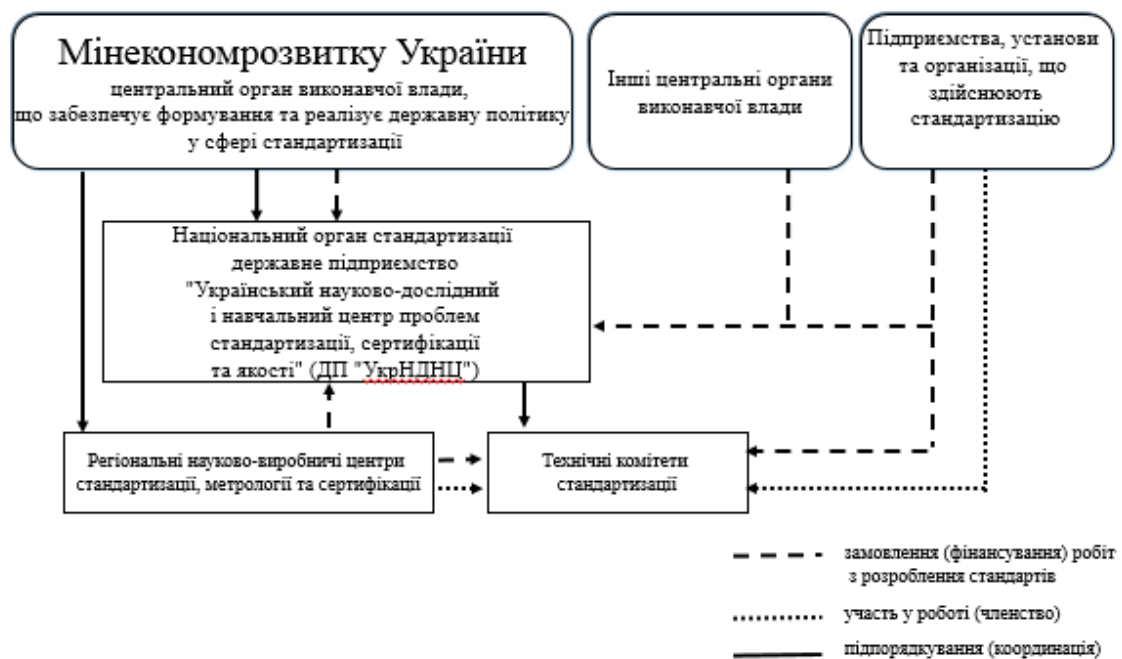 Мінекономрозвитку України
центральний орган виконавчої влади,
що забезпечує формування та реалізує державну політику
у сфері стандартизації
Інші центральні органи
виконавчої влади
Підприємства, установи
та організації, що
здійснюють
стандартизацію
Національний орган стандартизації
державне підприємство
"Український науково-дослідний
і навчальний центр проблем
стандартизації, сертифікації
та якості" (ДП "УкрНДНЦ")
Регіональні науково-виробничі центри
стандартизації, метрології та сертифікації
Технічні комітети
стандартизації
замовлення (фінансування) робіт
з розроблення стандартів
участь у роботі (членство)
підпорядкування (координація)